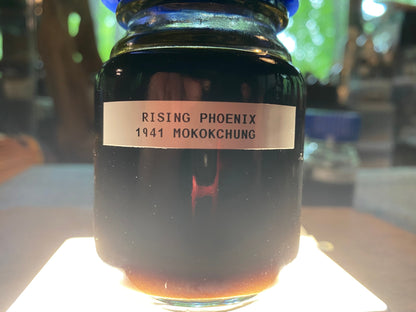 RISING PHOENIX
1941 MOKOKCHUNG